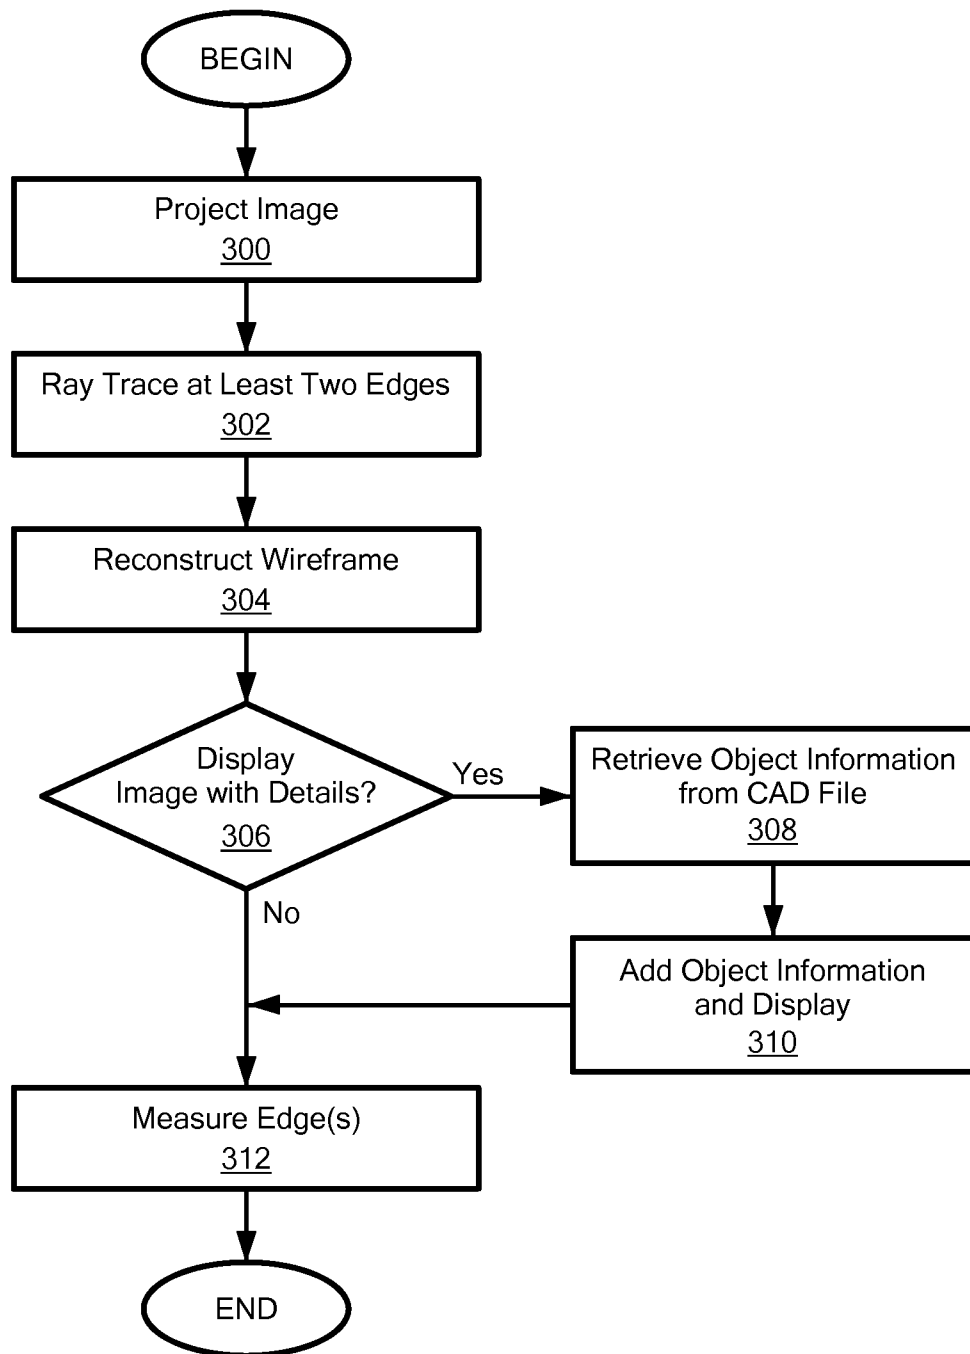 BEGIN
Project Image
300
Ray Trace at Least Two Edges
302
Reconstruct Wireframe
304
Display
Image with Details?
306
Yes
Retrieve Object Information
from CAD File
308
No
Add Object Information
and Display
310
Measure Edge(s)
312
END